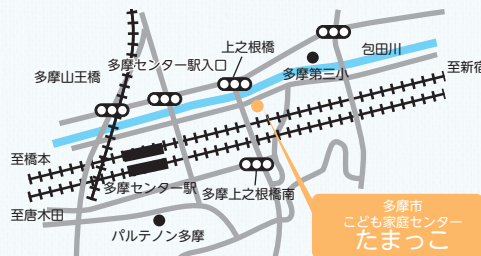 上之根橋
包田川
多摩センター駅入口
多摩第三小
至新宿
多摩山王橋
至橋本
多摩センター駅
多摩上之根橋南
至唐木田
パルテノン多摩
多摩市
こども家庭センター
たまっこ